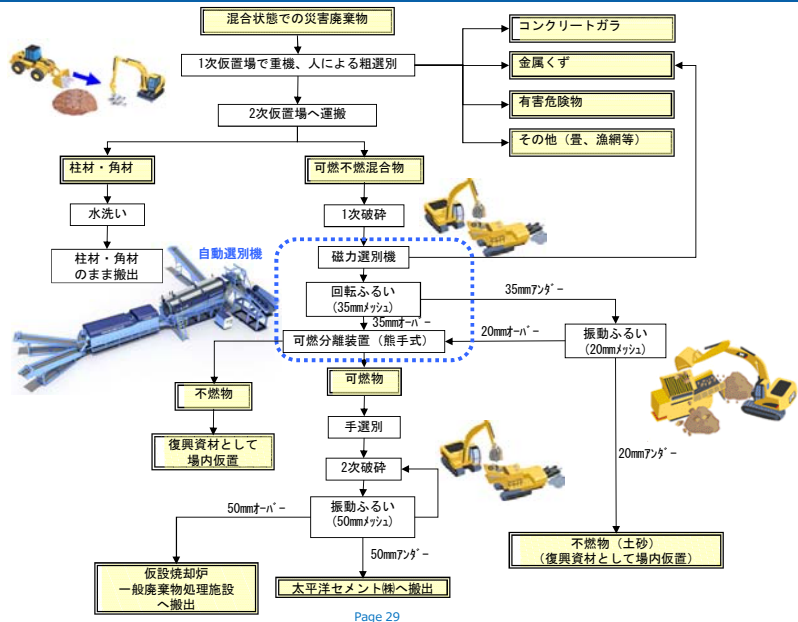 混合状態での災害廃棄物
1次仮置場で重機、人による粗選別
コンクリートガラ
金属くず
有害危険物
その他（畳、漁網等）
2次仮置場へ運搬
柱材・角材
可燃不燃混合物
水洗い
1次破砕
柱材・角材
のまま搬出
自動選別機
磁力選別機
回転ふるい
(35mmメッシュ)
35mmアンダー
35mmオーバー
20mmオーバー
振動ふるい
(20mmメッシュ)
可燃分離装置（熊手式）
不燃物
可燃物
復興資材として
場内仮置
手選別
2次破砕
20mmアンダー
振動ふるい
(50mmメッシュ)
50mmオーバー
50mmアンダー
不燃物（土砂）
(復興資材として場内仮置）
仮設焼却炉
一般廃棄物処理施設
へ搬出
太平洋セメント㈱へ搬出
Page 29